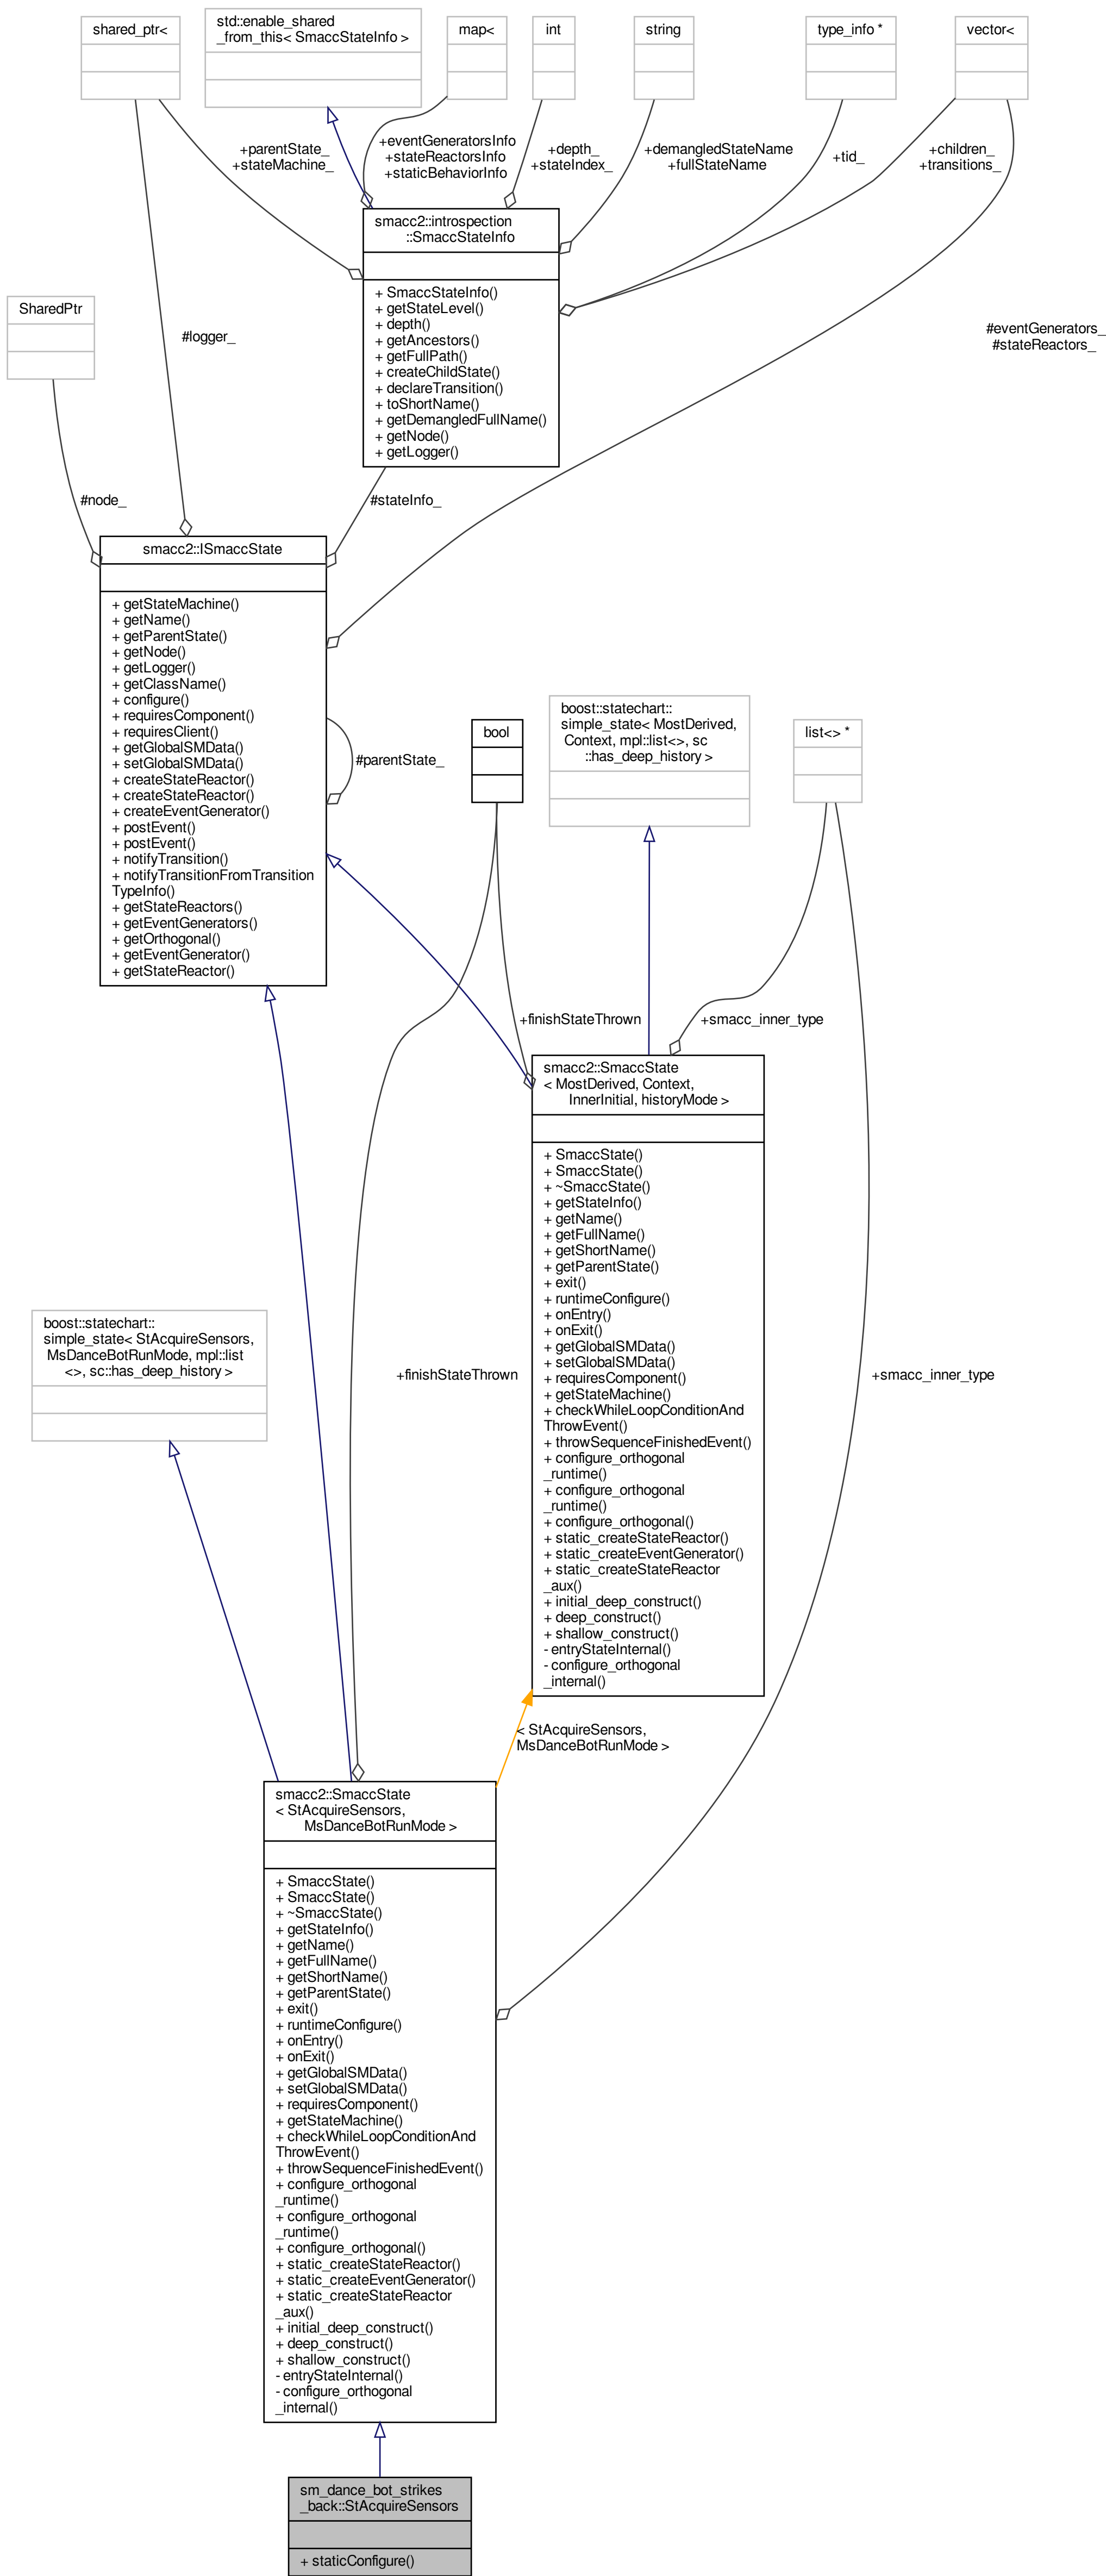 shared_ptr<
std::enable_shared
_from_this< SmaccStateInfo >
map<
int
string
type_info *
vector<
+parentState_
+stateMachine_
+eventGeneratorsInfo
+stateReactorsInfo
+staticBehaviorInfo
+depth_
+stateIndex_
+demangledStateName
+fullStateName
+tid_
+children_
+transitions_
smacc2::introspection
::SmaccStateInfo
+ SmaccStateInfo()
+ getStateLevel()
+ depth()
+ getAncestors()
+ getFullPath()
+ createChildState()
+ declareTransition()
+ toShortName()
+ getDemangledFullName()
+ getNode()
+ getLogger()
SharedPtr
#logger_
#eventGenerators_
#stateReactors_
#node_
#stateInfo_
smacc2::ISmaccState
+ getStateMachine()
+ getName()
+ getParentState()
+ getNode()
+ getLogger()
+ getClassName()
+ configure()
+ requiresComponent()
+ requiresClient()
+ getGlobalSMData()
+ setGlobalSMData()
+ createStateReactor()
+ createStateReactor()
+ createEventGenerator()
+ postEvent()
+ postEvent()
+ notifyTransition()
+ notifyTransitionFromTransition
TypeInfo()
+ getStateReactors()
+ getEventGenerators()
+ getOrthogonal()
+ getEventGenerator()
+ getStateReactor()
#parentState_
bool
boost::statechart::
simple_state< MostDerived,
Context, mpl::list<>, sc
::has_deep_history >
list<> *
+finishStateThrown
+smacc_inner_type
smacc2::SmaccState
< MostDerived, Context,
InnerInitial, historyMode >
+ SmaccState()
+ SmaccState()
+ ~SmaccState()
+ getStateInfo()
+ getName()
+ getFullName()
+ getShortName()
+ getParentState()
+ exit()
+ runtimeConfigure()
+ onEntry()
+ onExit()
+ getGlobalSMData()
+ setGlobalSMData()
+ requiresComponent()
+ getStateMachine()
+ checkWhileLoopConditionAnd
ThrowEvent()
+ throwSequenceFinishedEvent()
+ configure_orthogonal
_runtime()
+ configure_orthogonal
_runtime()
+ configure_orthogonal()
+ static_createStateReactor()
+ static_createEventGenerator()
+ static_createStateReactor
_aux()
+ initial_deep_construct()
+ deep_construct()
+ shallow_construct()
- entryStateInternal()
- configure_orthogonal
_internal()
boost::statechart::
simple_state< StAcquireSensors,
MsDanceBotRunMode, mpl::list
<>, sc::has_deep_history >
+finishStateThrown
+smacc_inner_type
< StAcquireSensors,
MsDanceBotRunMode >
smacc2::SmaccState
< StAcquireSensors,
MsDanceBotRunMode >
+ SmaccState()
+ SmaccState()
+ ~SmaccState()
+ getStateInfo()
+ getName()
+ getFullName()
+ getShortName()
+ getParentState()
+ exit()
+ runtimeConfigure()
+ onEntry()
+ onExit()
+ getGlobalSMData()
+ setGlobalSMData()
+ requiresComponent()
+ getStateMachine()
+ checkWhileLoopConditionAnd
ThrowEvent()
+ throwSequenceFinishedEvent()
+ configure_orthogonal
_runtime()
+ configure_orthogonal
_runtime()
+ configure_orthogonal()
+ static_createStateReactor()
+ static_createEventGenerator()
+ static_createStateReactor
_aux()
+ initial_deep_construct()
+ deep_construct()
+ shallow_construct()
- entryStateInternal()
- configure_orthogonal
_internal()
sm_dance_bot_strikes
_back::StAcquireSensors
+ staticConfigure()